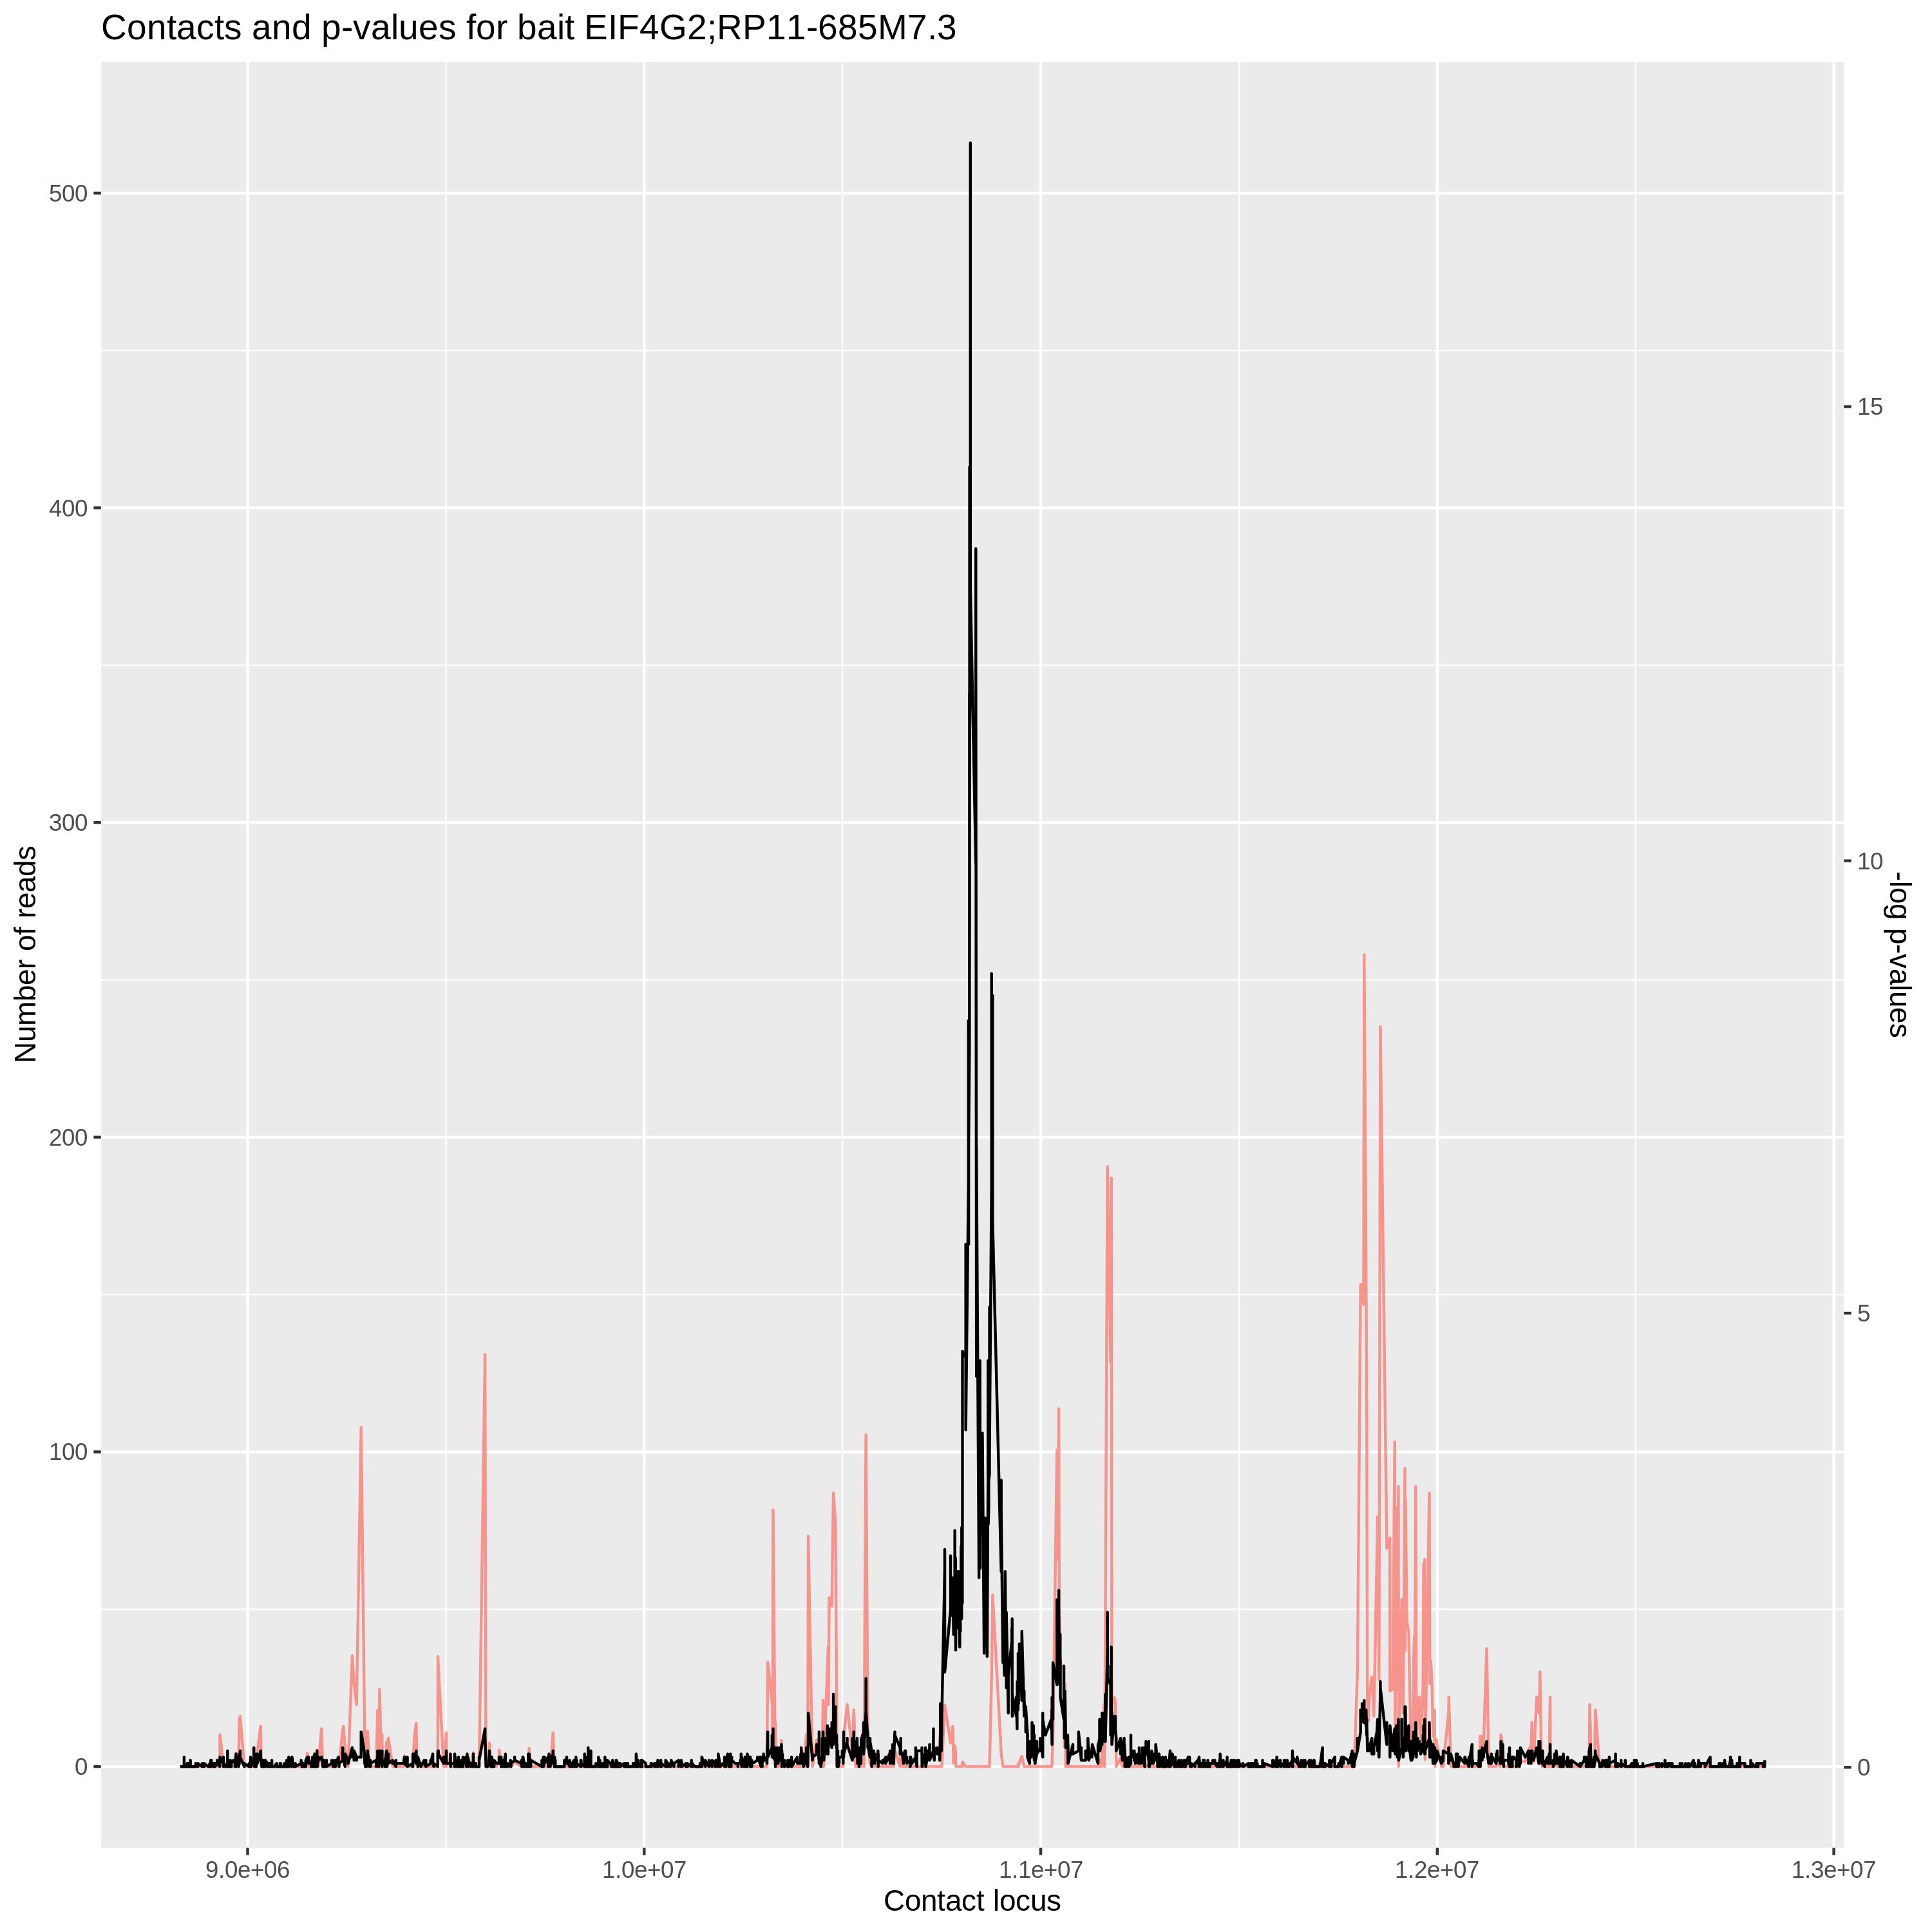 Contacts and p-values for bait EIF4G2;RP11-685M7.3
500
400
300
200
100
0
Number of reads
15
10
5
0
-log p-values
9.0e+06
1.0e+07
1.1e+07
1.2e+07
1.3e+07
Contact locus